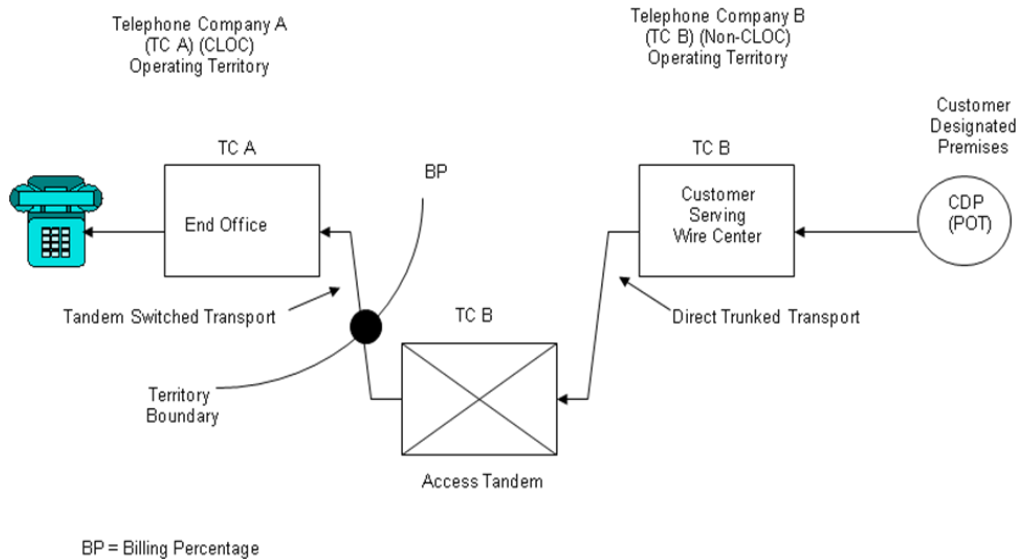 Telephone Company A
(TC A) (CLOC)
Operating Territory
Telephone Company B
(TC B) (Non-CLOC)
Operating Territory
Customer
Designated
Premises
TC A
BP
TC B
End Office
Customer
Serving
Wire Center
CDP
(POT)
Tandem Switched Transport
TC B
Direct Trunked Transport
Territory
Boundary
Access Tandem
BP = Billing Percentage